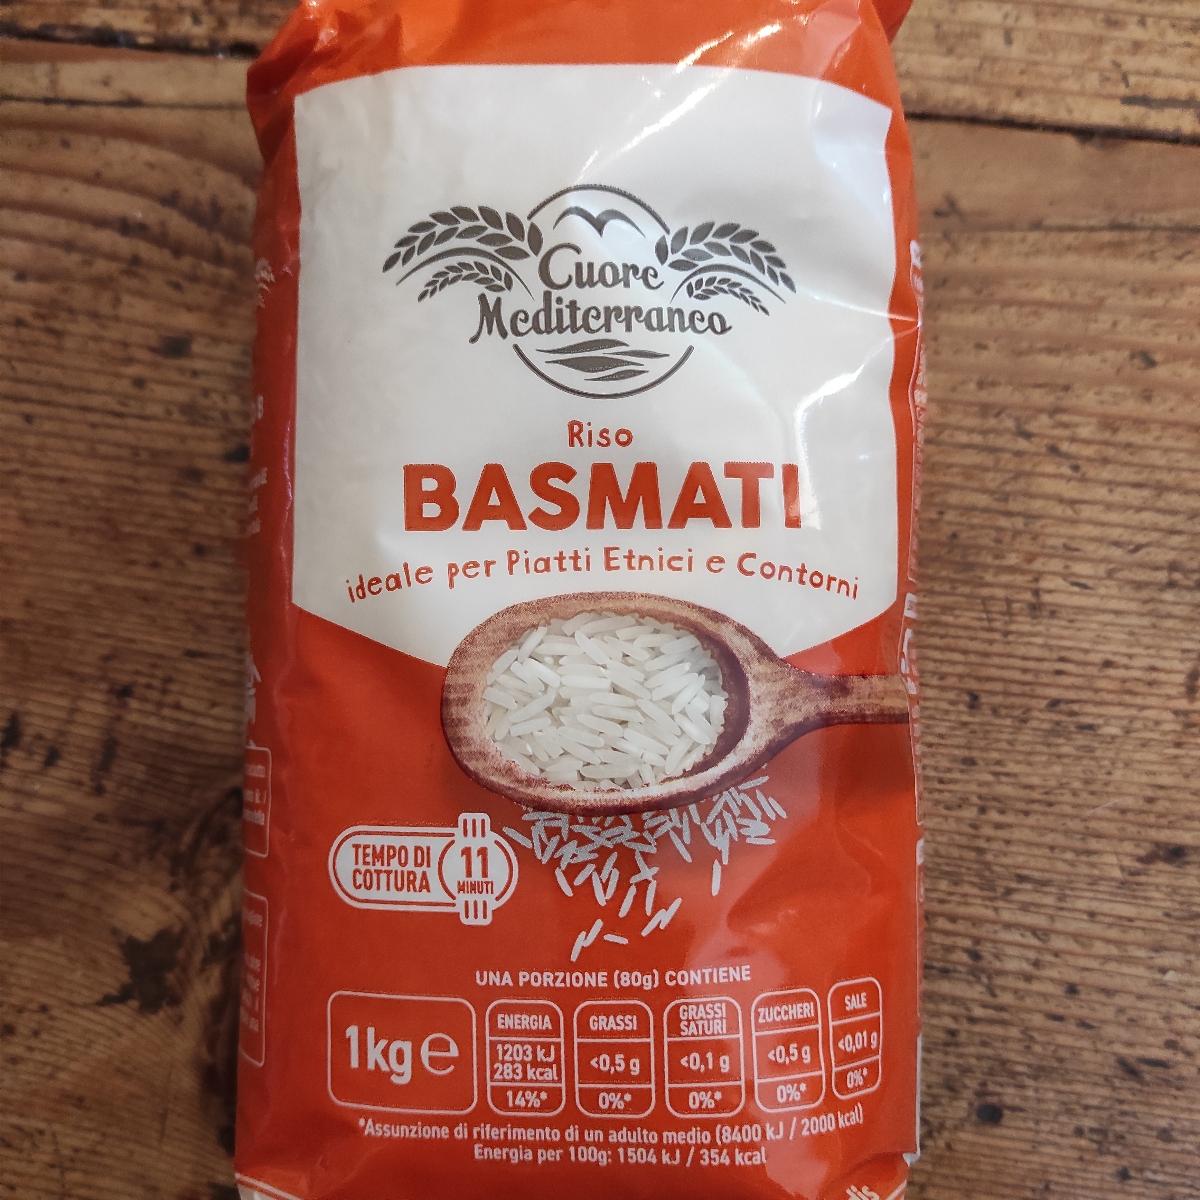 Cuore
Mediterraneo
Riso
BASMATI
ideale per Piatti Etnici e Contorni
TEMPO DI
COTTURA
11
MINUTI
UNA PORZIONE (80g) CONTIENE
1kg e
ENERGIA
1203 kJ
283 kcal
14%*
GRASSI
<0,5 g
0%*
GRASSI
SATURI
<0,1 g
0%*
ZUCCHERI
<0,5 g
0%*
SALE
<0,01 g
0%*
*Assunzione di riferimento di un adulto medio (8400 kJ / 2000 kcal)
Energia per 100g: 1504 kJ / 354 kcal